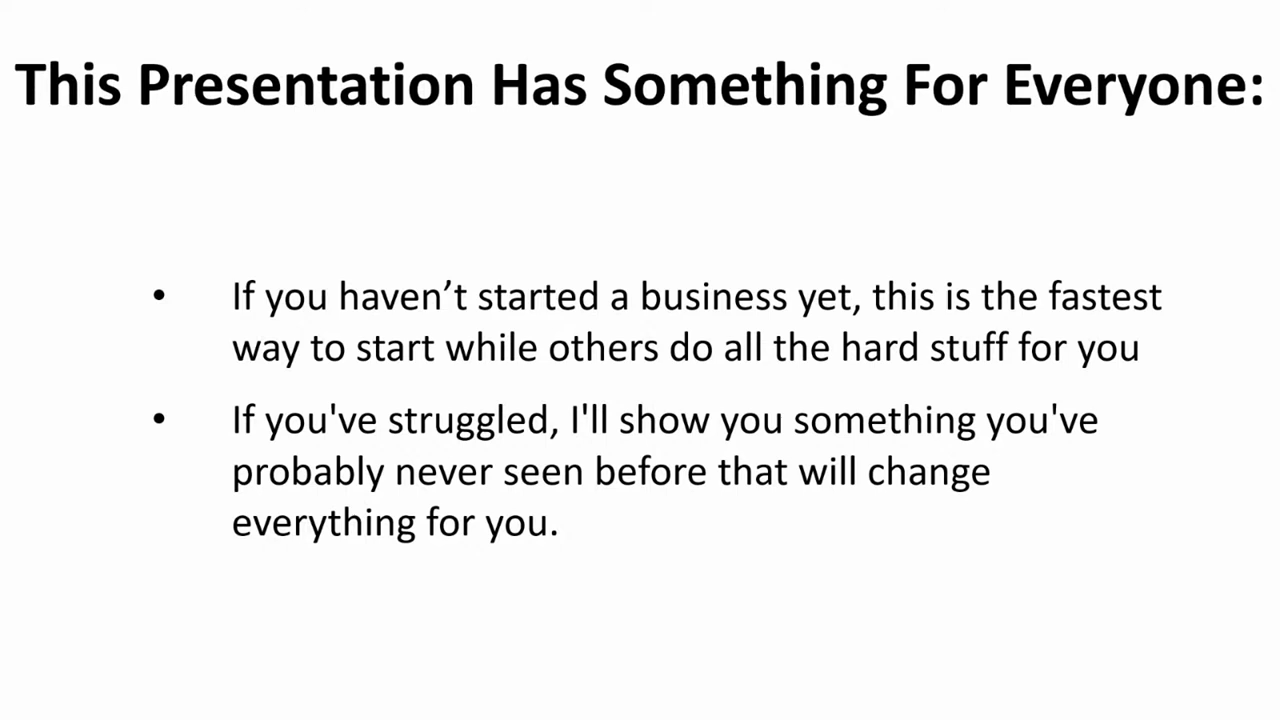 This Presentation Has Something For Everyone:
• If you haven’t started a business yet, this is the fastest
way to start while others do all the hard stuff for you
• If you've struggled, I'll show you something you've
probably never seen before that will change
everything for you.